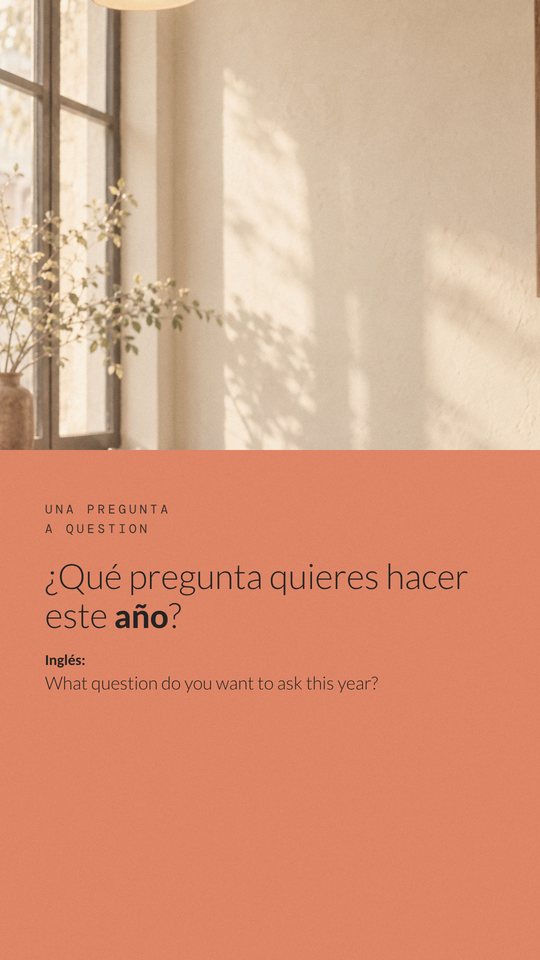 UNA PREGUNTA
A QUESTION
¿Qué pregunta quieres hacer
este año?
Inglés:
What question do you want to ask this year?